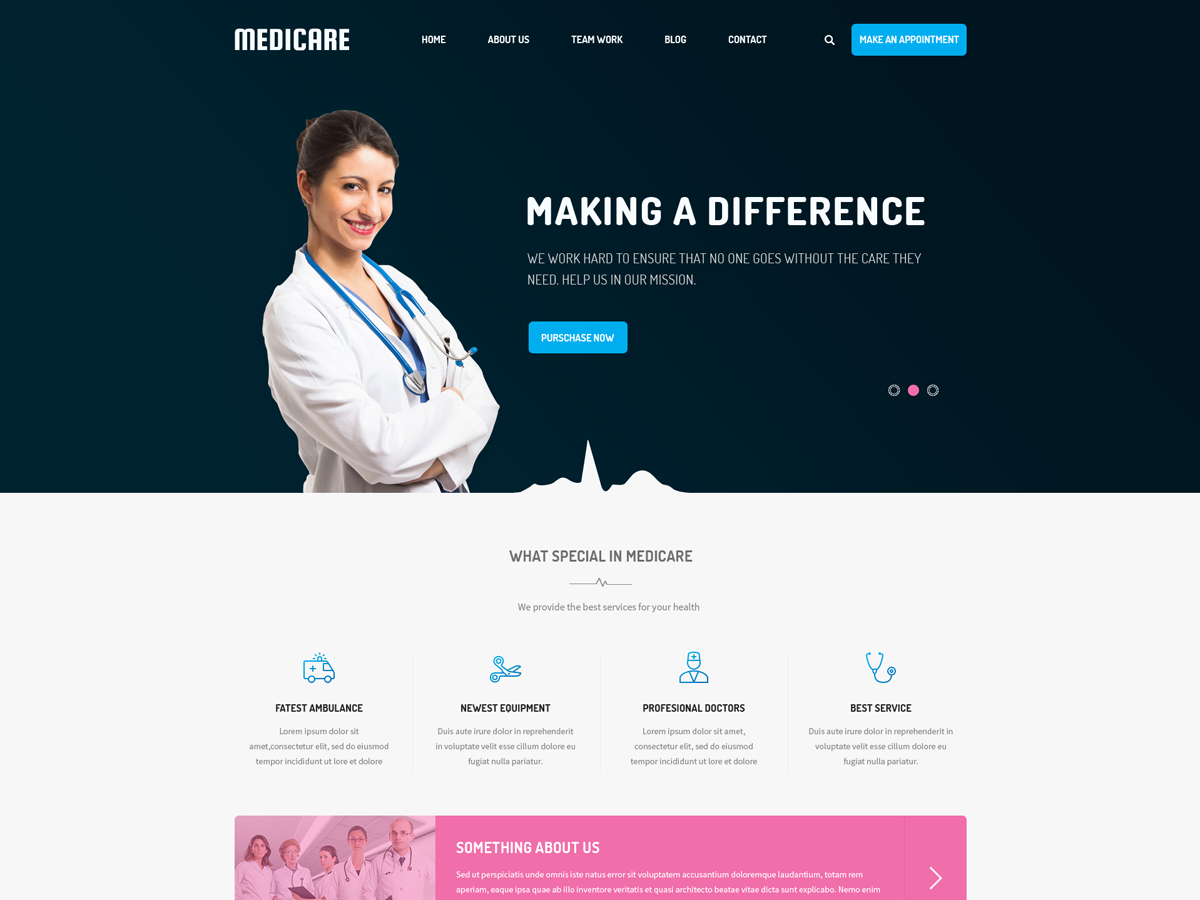 MEDICARE
HOME ABOUT US TEAM WORK BLOG CONTACT MAKE AN APPOINTMENT
MAKING A DIFFERENCE
WE WORK HARD TO ENSURE THAT NO ONE GOES WITHOUT THE CARE THEY
NEED. HELP US IN OUR MISSION.
PURSCHASE NOW
WHAT SPECIAL IN MEDICARE
We provide the best services for your health
FATEST AMBULANCE
Lorem ipsum dolor sit
amet,consectetur elit, sed do eiusmod
tempor incididunt ut lore et dolore
NEWEST EQUIPMENT
Duis aute irure dolor in reprehenderit
in voluptate velit esse cillum dolore eu
fugiat nulla pariatur.
PROFESIONAL DOCTORS
Lorem ipsum dolor sit amet,
consectetur elit, sed do eiusmod
tempor incididunt ut lore et dolore
BEST SERVICE
Duis aute irure dolor in reprehenderit in
voluptate velit esse cillum dolore eu
fugiat nulla pariatur.
SOMETHING ABOUT US
Sed ut perspiciatis unde omnis iste natus error sit voluptatem accusantium doloremque laudantium, totam rem
aperiam, eaque ipsa quae ab illo inventore veritatis et quasi architecto beatae vitae dicta sunt explicabo. Nemo enim